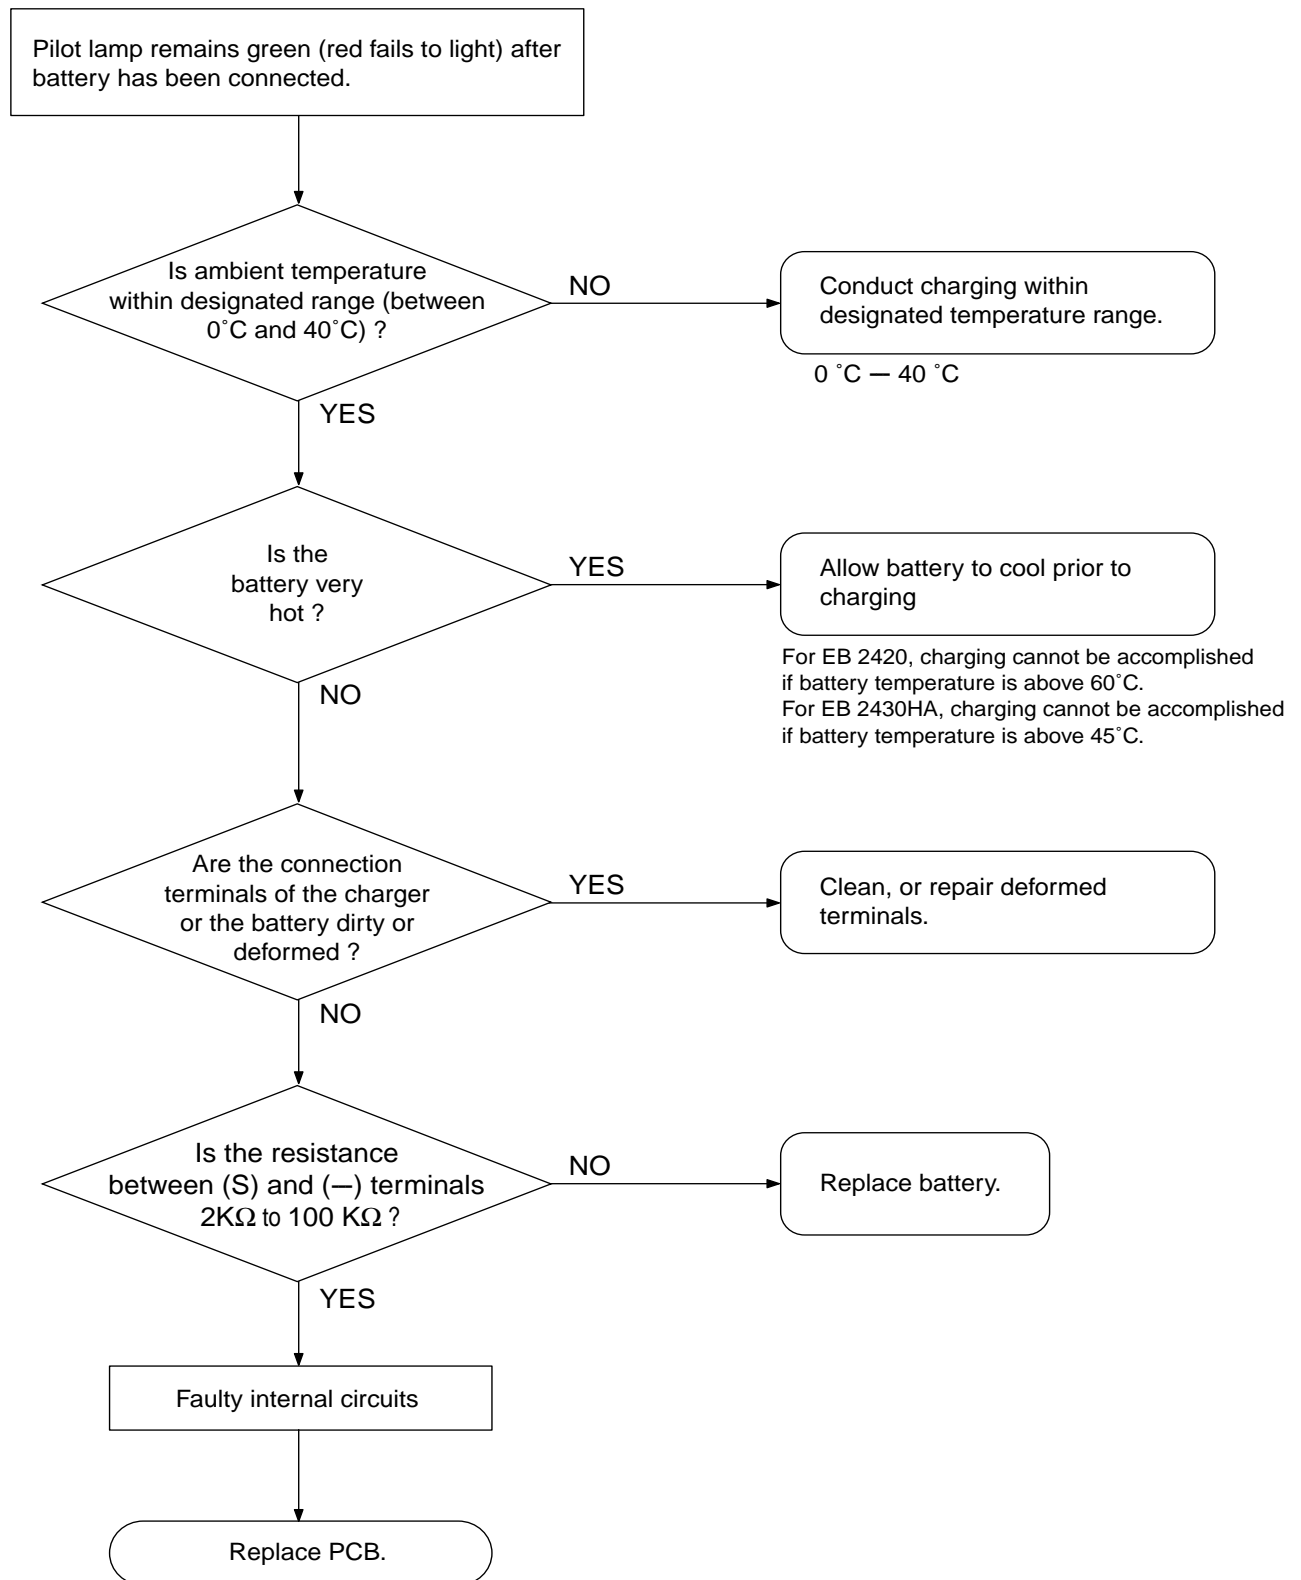 Pilot lamp remains green (red fails to light) after
battery has been connected.
Is ambient temperature
within designated range (between
0˚C and 40˚C) ?
NO
Conduct charging within
designated temperature range.
0 ˚C — 40 ˚C
YES
Is the
battery very
hot ?
YES
Allow battery to cool prior to
charging
For EB 2420, charging cannot be accomplished
if battery temperature is above 60˚C.
For EB 2430HA, charging cannot be accomplished
if battery temperature is above 45˚C.
NO
Are the connection
terminals of the charger
or the battery dirty or
deformed ?
YES
Clean, or repair deformed
terminals.
NO
Is the resistance
between (S) and (—) terminals
2KΩ to 100 KΩ ?
NO
Replace battery.
YES
Faulty internal circuits
Replace PCB.